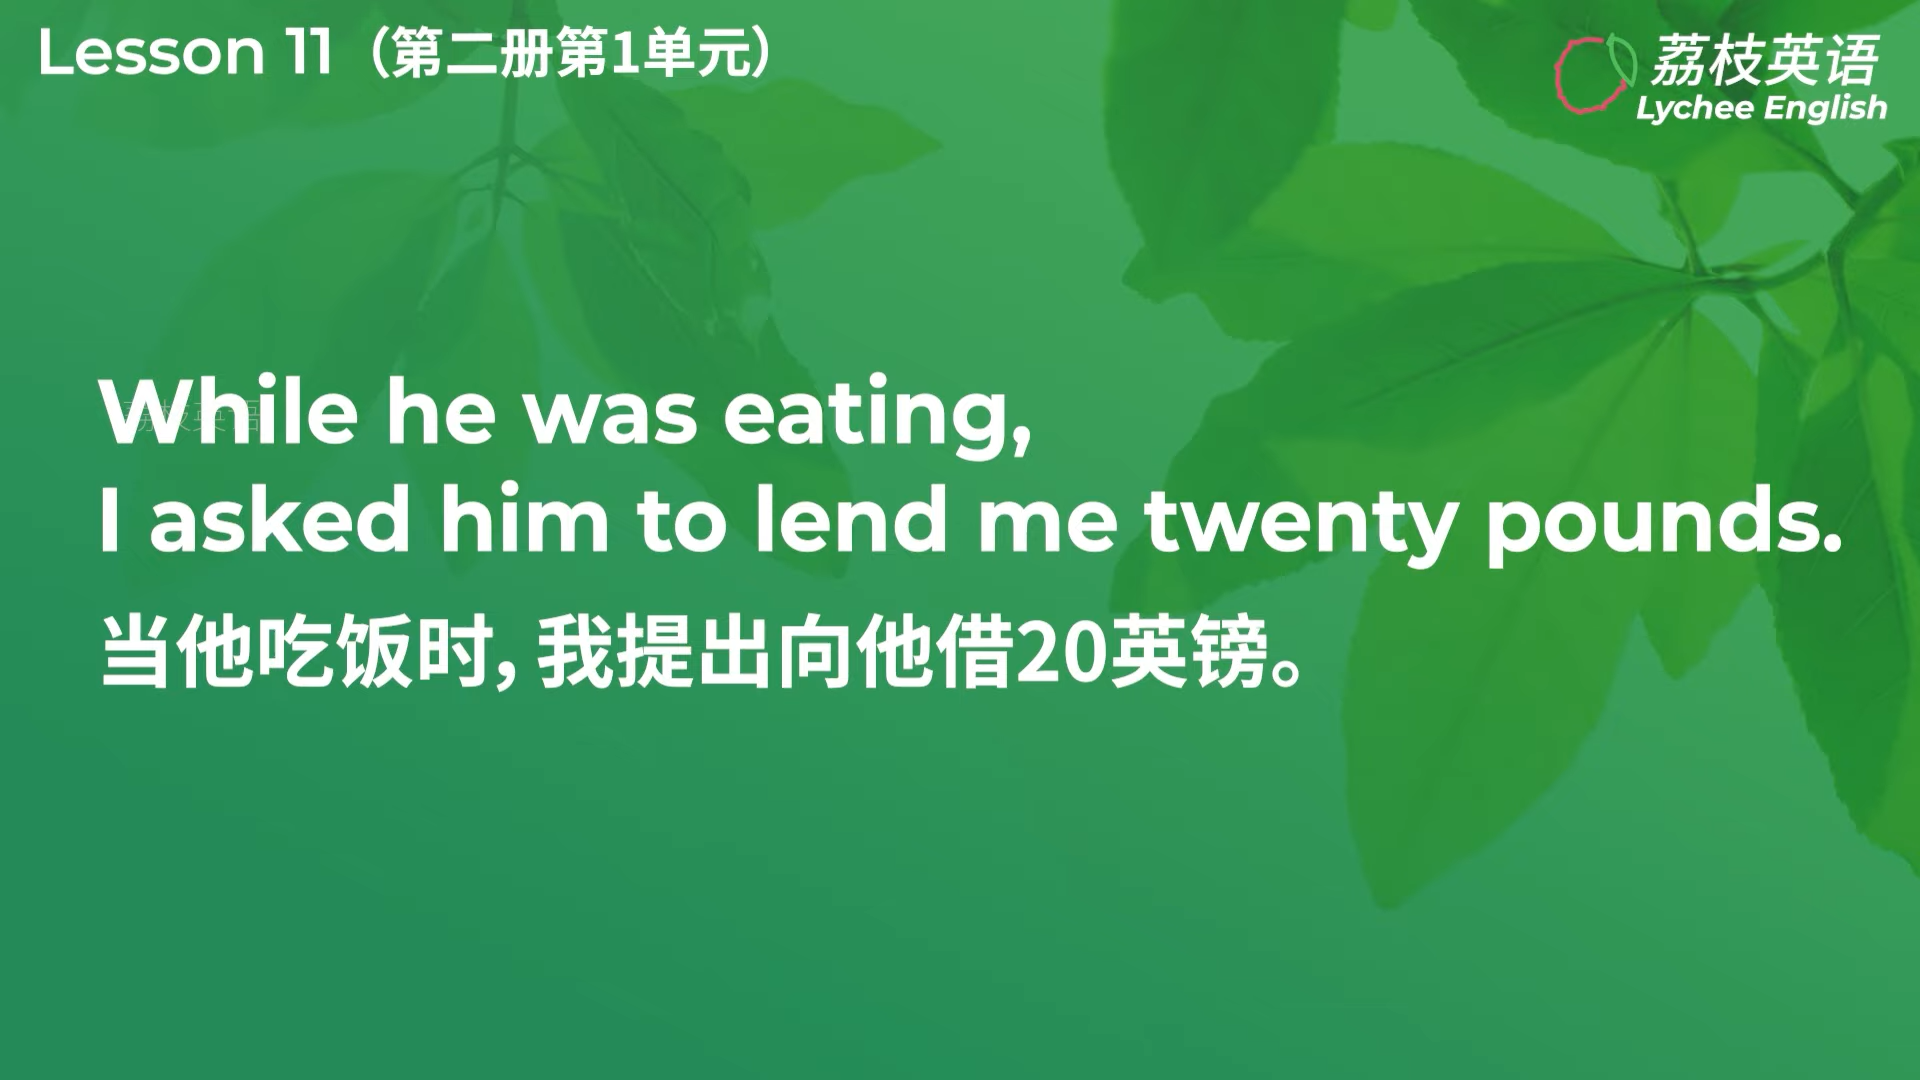 Lesson 11（第二册第1单元）
荔枝英语
Lychee English
While he was eating,
I asked him to lend me twenty pounds.
当他吃饭时, 我提出向他借20英镑。